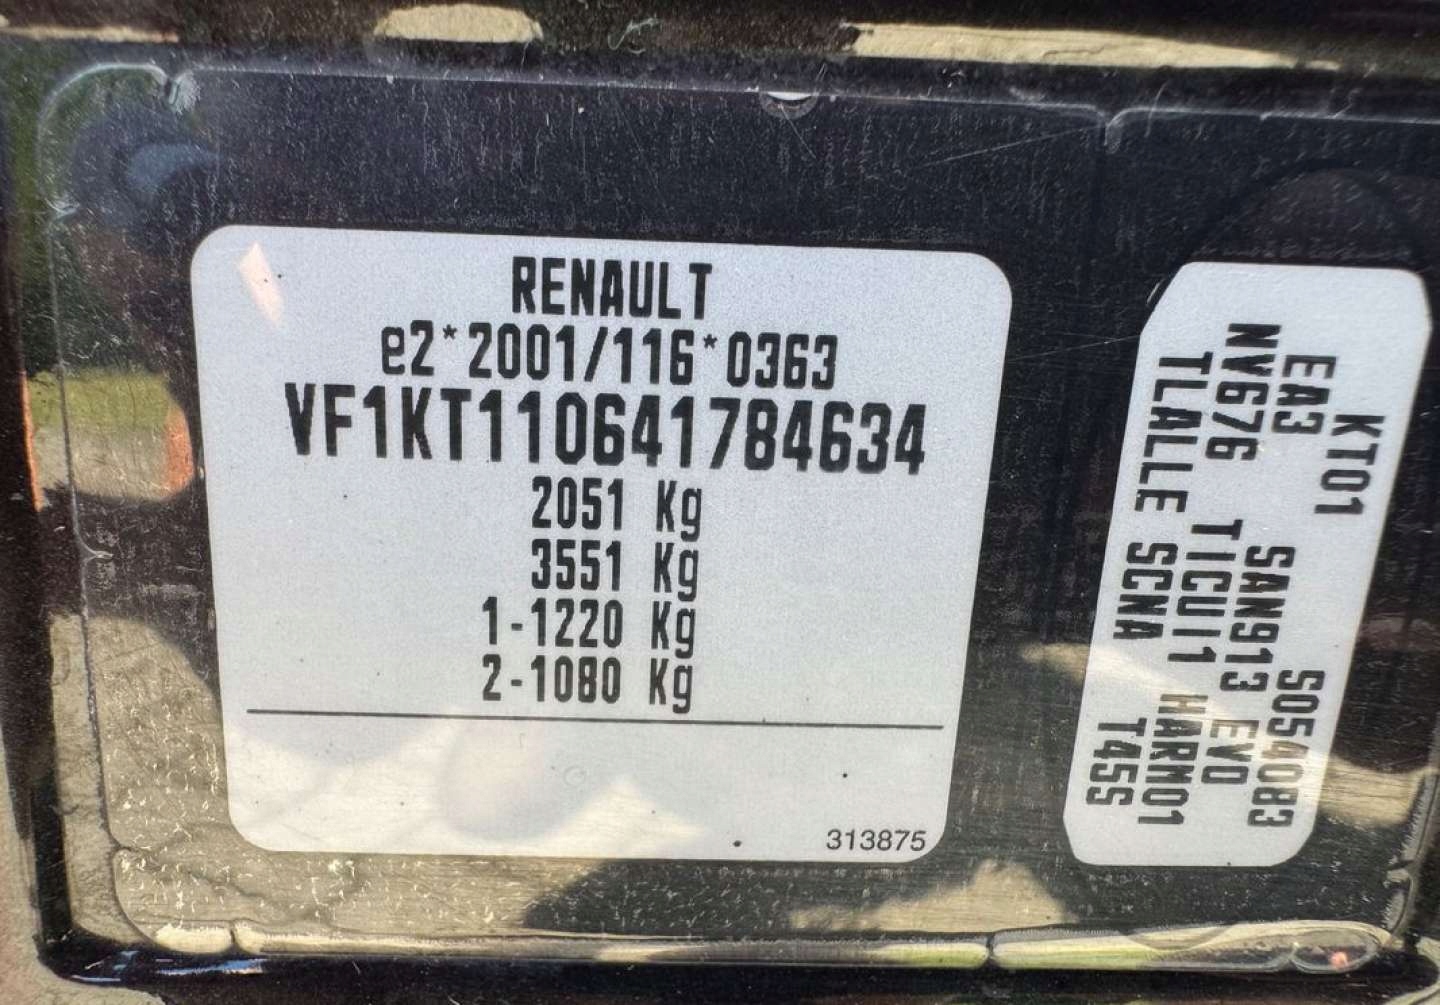 RENAULT
e2*2001/116*0363
VF1KT110641784634
2051 Kg
3551 Kg
1-1220 Kg
2-1080 Kg
313875
KT01 S054083
EA3 SAN913 EVO
NV676 TICUI1 HARM01
TLALLE SCNA T45S